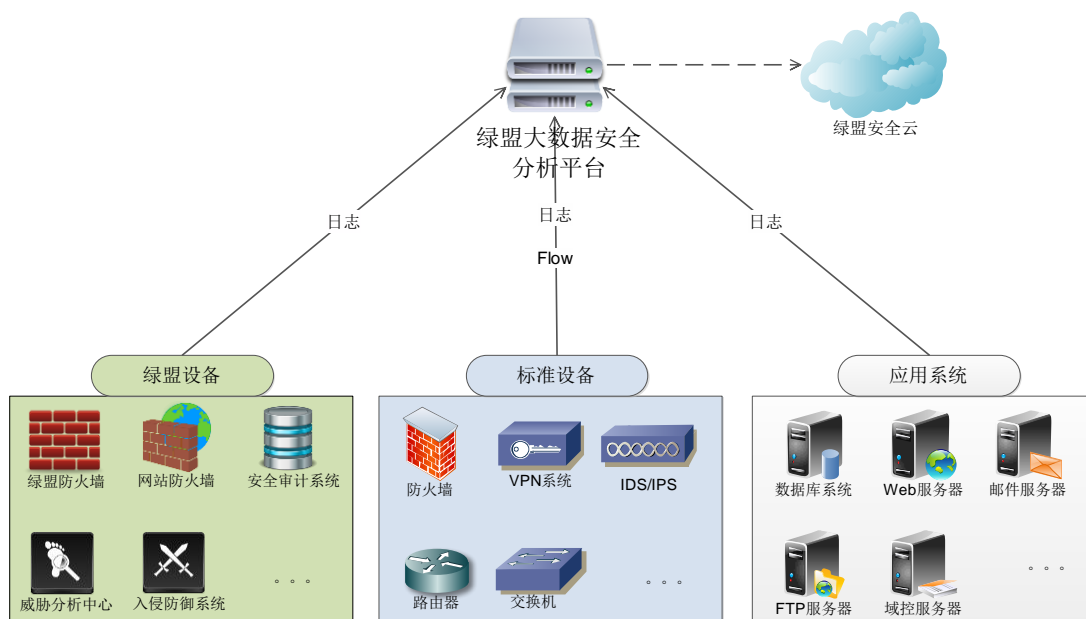 绿盟大数据安全
分析平台
绿盟安全云
日志
日志
Flow
日志
绿盟设备
标准设备
应用系统
绿盟防火墙
网站防火墙
安全审计系统
威胁分析中心
入侵防御系统
。。。
防火墙
VPN系统
IDS/IPS
路由器
交换机
。。。
数据库系统
Web服务器
邮件服务器
FTP服务器
域控服务器
。。。